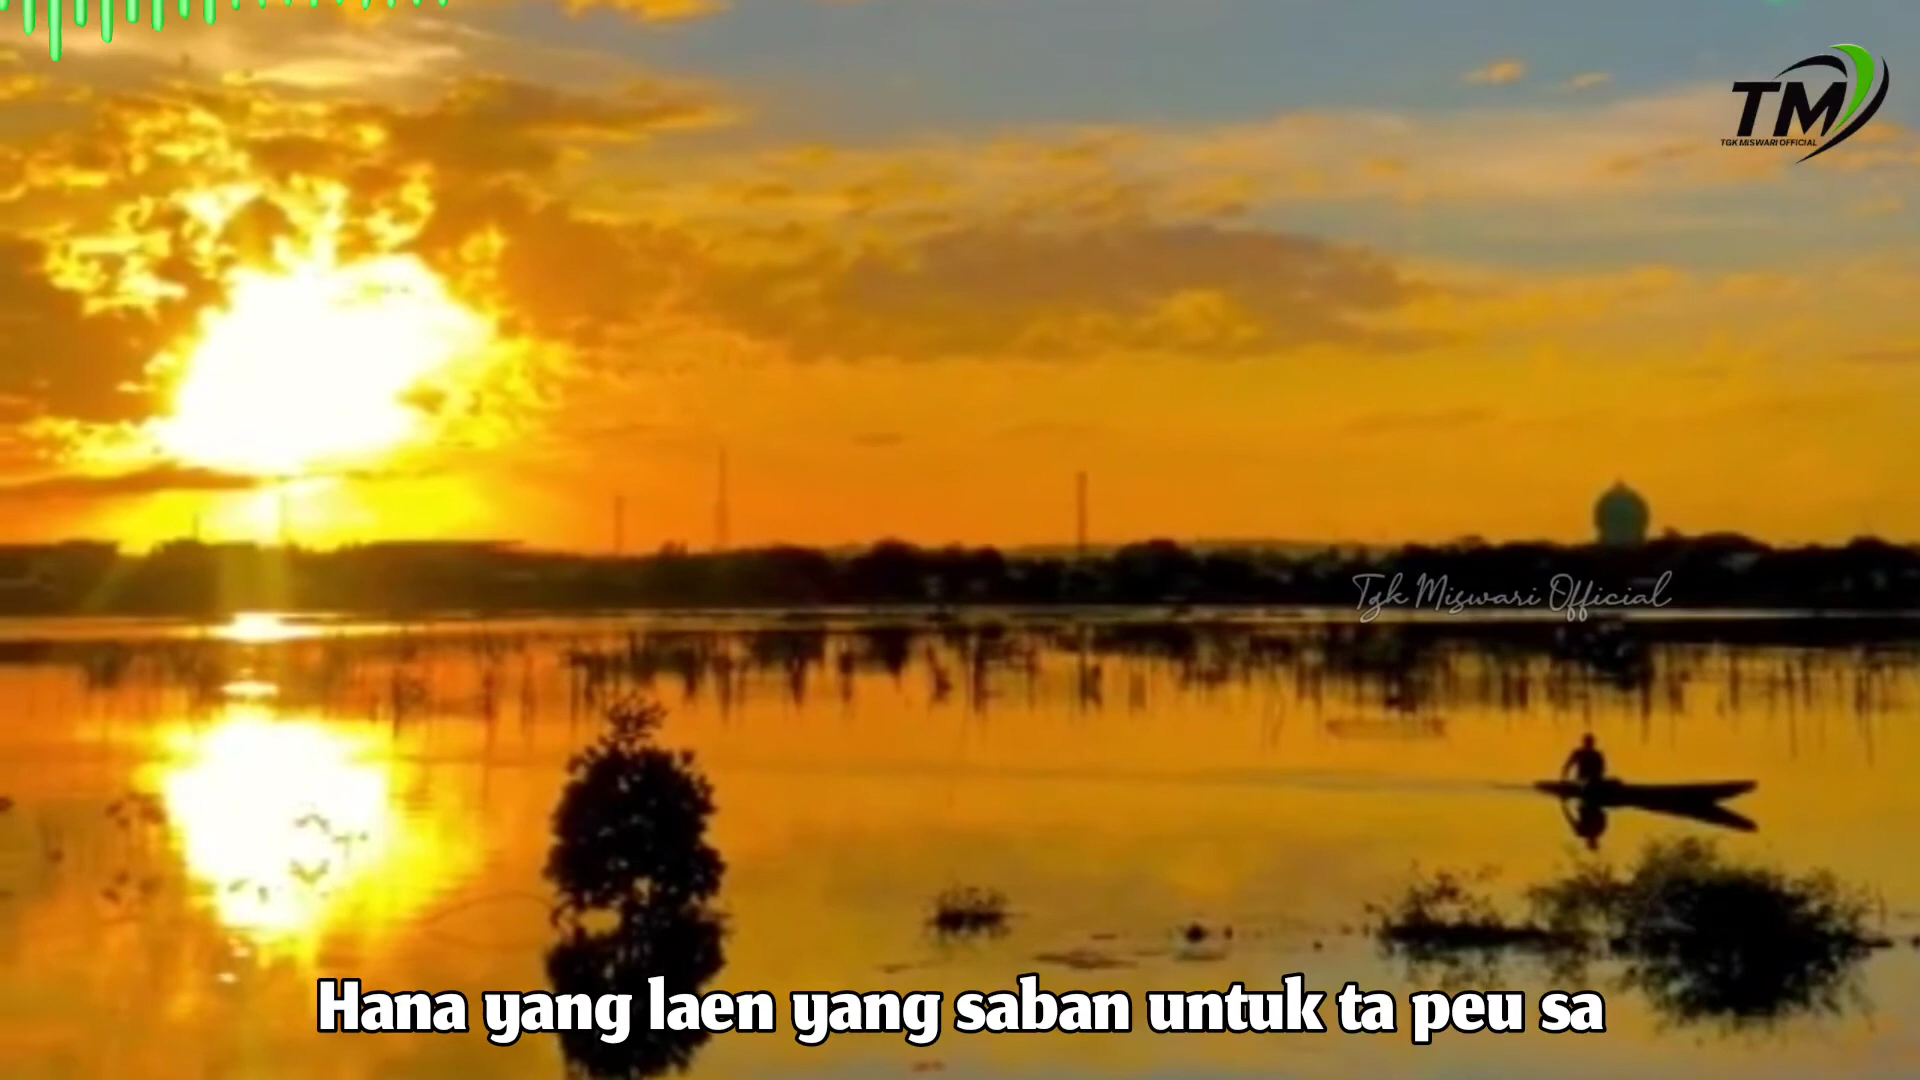 TM
TGK MISWARI OFFICIAL
Tgk Miswari Official
Hana yang laen yang saban untuk ta peu sa